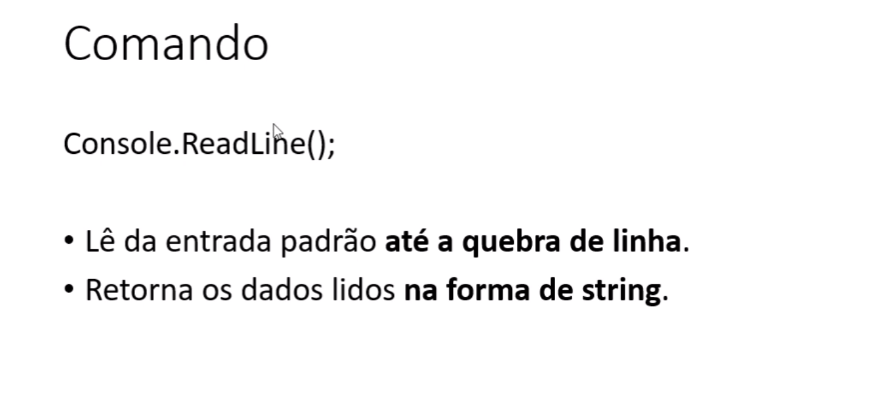 Comando
Console.ReadLine();
• Lê da entrada padrão até a quebra de linha.
• Retorna os dados lidos na forma de string.